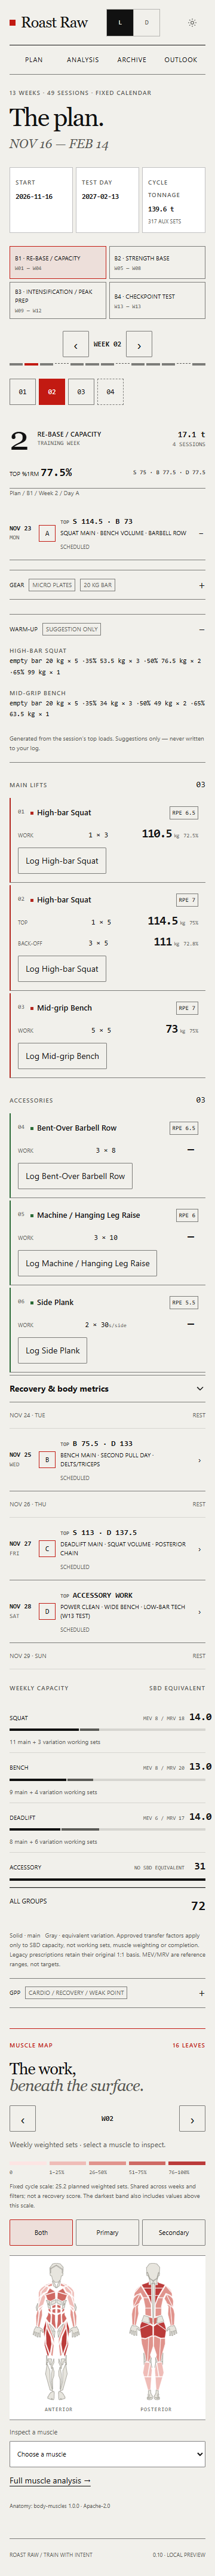 Roast Raw
L D
PLAN ANALYSIS ARCHIVE OUTLOOK
13 WEEKS · 49 SESSIONS · FIXED CALENDAR
The plan.
NOV 16 — FEB 14
START
2026-11-16
TEST DAY
2027-02-13
CYCLE
TONNAGE
139.6 t
217 AUX SETS
B1 · RE-BASE / CAPACITY
W01 — W04
B2 · STRENGTH BASE
W05 — W08
B3 · INTENSIFICATION / PEAK
PREP
W09 — W12
B4 · CHECKPOINT TEST
W13 — W14
‹ WEEK 02 ›
01 02 03 04
2 RE-BASE / CAPACITY
TRAINING WEEK
17.1 t
4 SESSIONS
TOP %1RM 77.5%
S 75 · B 77.5 · D 77.5
Plan / B1 / Week 2 / Day A
NOV 23
MON
A
TOP S 114.5 · B 73
SQUAT MAIN · BENCH VOLUME · BARBELL ROW
SCHEDULED
−
GEAR MICRO PLATES 20 KG BAR +
WARM-UP SUGGESTION ONLY −
HIGH-BAR SQUAT
empty bar 20 kg × 5 ·35% 53.5 kg × 3 ·50% 76.5 kg × 2
·65% 99 kg × 1
MID-GRIP BENCH
empty bar 20 kg × 5 ·35% 34 kg × 3 ·50% 49 kg × 2 ·65%
63.5 kg × 1
Generated from the session's top loads. Suggestions only — never written
to your log.
MAIN LIFTS 03
01 High-bar Squat RPE 6.5
WORK 1 × 3 110.5 kg 72.5%
Log High-bar Squat
02 High-bar Squat RPE 7
TOP 1 × 5 114.5 kg 75%
BACK-OFF 3 × 5 111 kg 72.8%
Log High-bar Squat
03 Mid-grip Bench RPE 7
WORK 5 × 5 73 kg 75%
Log Mid-grip Bench
ACCESSORIES 03
04 Bent-Over Barbell Row RPE 6.5
WORK 3 × 8 —
Log Bent-Over Barbell Row
05 Machine / Hanging Leg Raise RPE 6
WORK 3 × 10 —
Log Machine / Hanging Leg Raise
06 Side Plank RPE 5.5
WORK 2 × 30s/side —
Log Side Plank
Recovery & body metrics
NOV 24 · TUE REST
NOV 25
WED
B
TOP B 75.5 · D 133
BENCH MAIN · SECOND PULL DAY ·
DELTS/TRICEPS
SCHEDULED
›
NOV 26 · THU REST
NOV 27
FRI
C
TOP S 113 · D 137.5
DEADLIFT MAIN · SQUAT VOLUME · POSTERIOR
CHAIN
SCHEDULED
›
NOV 28
SAT
D
TOP ACCESSORY WORK
POWER CLEAN · WIDE BENCH · LOW-BAR TECH
(W13 TEST)
SCHEDULED
›
NOV 29 · SUN REST
WEEKLY CAPACITY SBD EQUIVALENT
SQUAT MEV 8 / MRV 18 14.0
11 main + 3 variation working sets
BENCH MEV 8 / MRV 20 13.0
9 main + 4 variation working sets
DEADLIFT MEV 6 / MRV 17 14.0
8 main + 6 variation working sets
ACCESSORY NO SBD EQUIVALENT 31
ALL GROUPS 72
Solid · main Gray · equivalent variation. Approved transfer factors apply
only to SBD capacity, not working sets, muscle weighting or completion.
Legacy prescriptions retain their original 1:1 basis. MEV/MRV are reference
ranges, not targets.
GPP CARDIO / RECOVERY / WEAK POINT +
MUSCLE MAP 16 LEAVES
The work,
beneath the surface.
‹ W02 ›
Weekly weighted sets · select a muscle to inspect.
0 1–25% 26–50% 51–75% 76–100%
Fixed cycle scale: 25.2 planned weighted sets. Shared across weeks and
filters; not a recovery score. The darkest band also includes values above
this scale.
Both Primary Secondary
ANTERIOR POSTERIOR
Inspect a muscle
Choose a muscle
Full muscle analysis →
Anatomy: body-muscles 1.0.0 · Apache-2.0
ROAST RAW / TRAIN WITH INTENT 0.10 · LOCAL PREVIEW